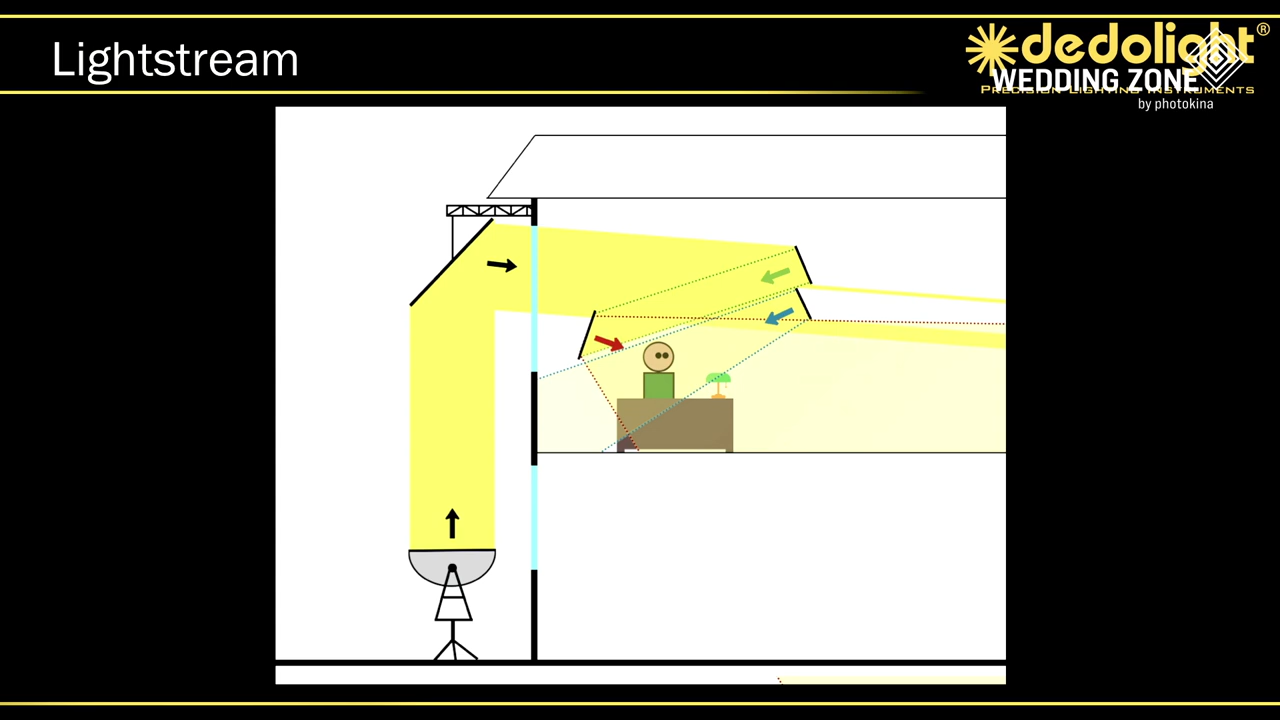 Lightstream
dedolight®
WEDDING ZONE
PRECISION LIGHTING INSTRUMENTS
by photokina